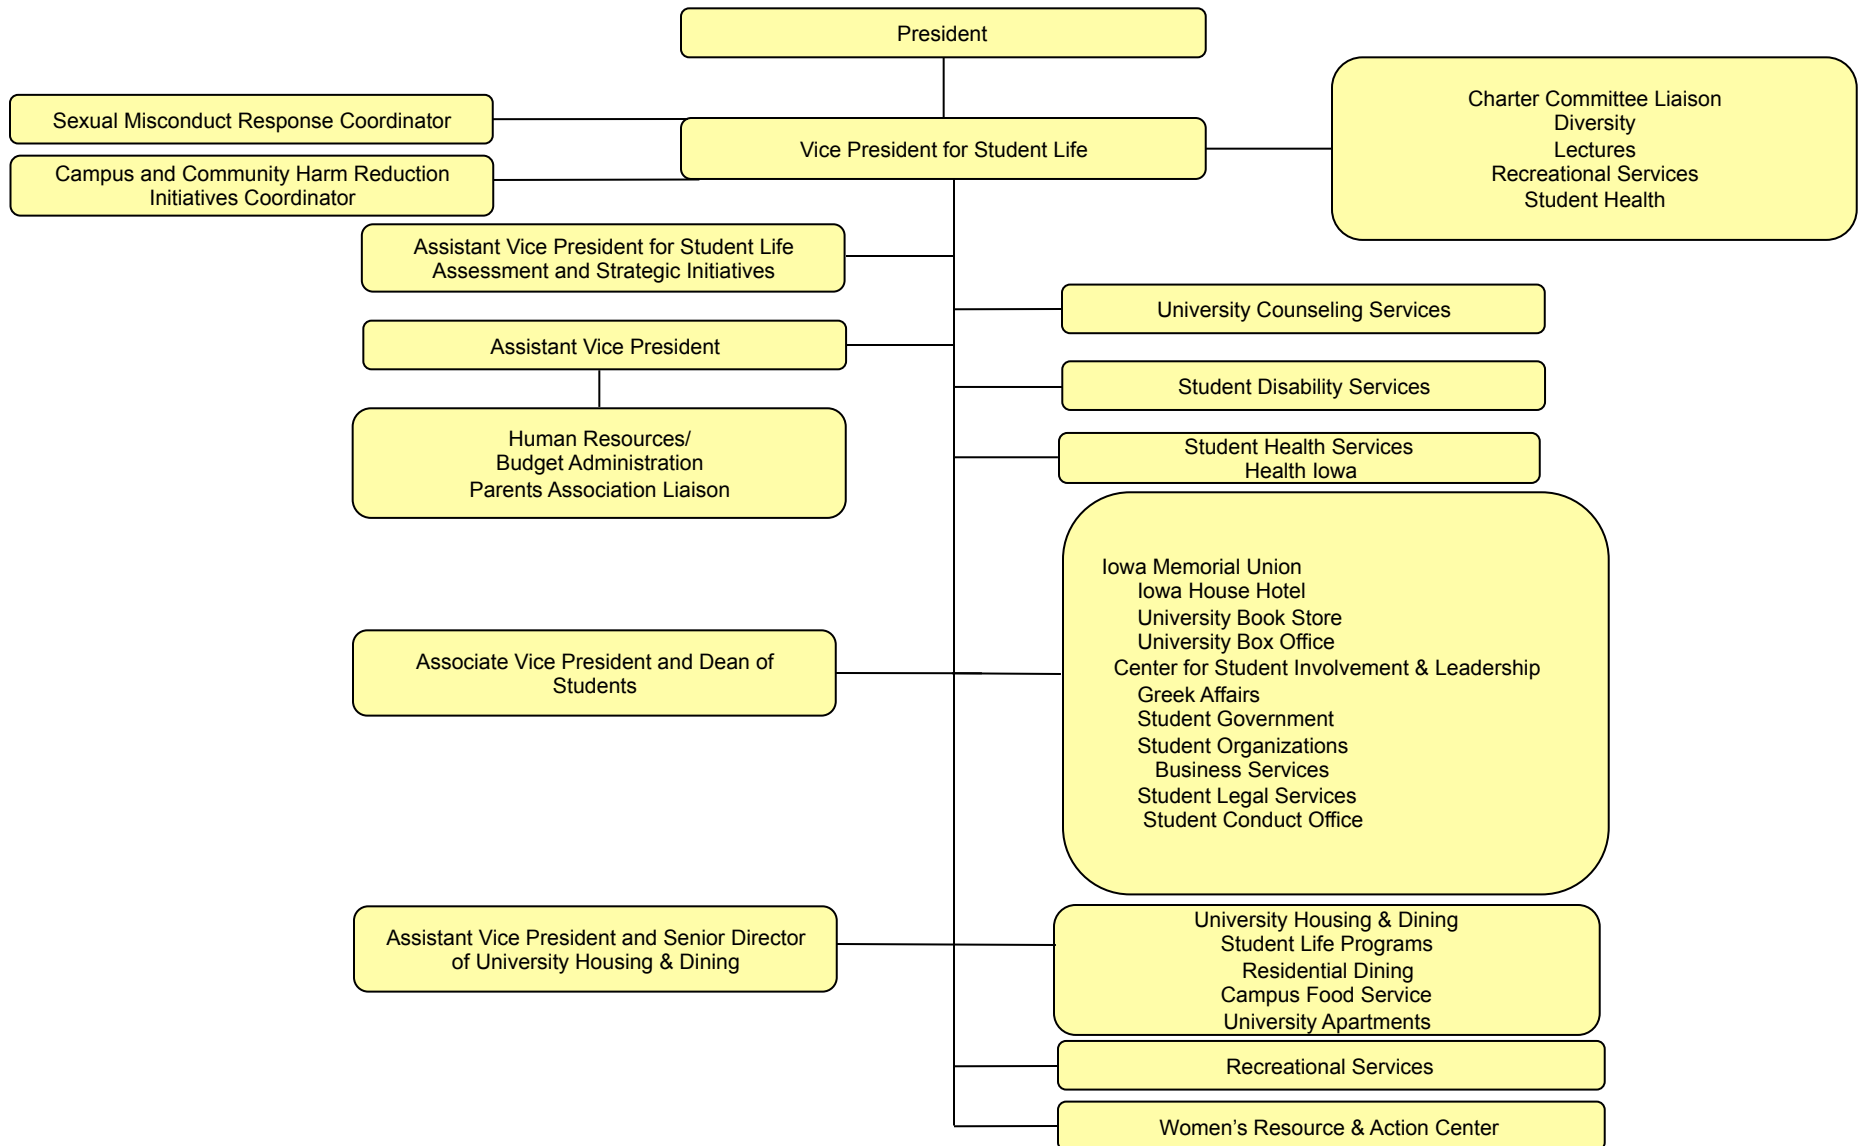 President
Sexual Misconduct Response Coordinator
Vice President for Student Life
Charter Committee Liaison
Diversity
Lectures
Recreational Services
Student Health
Campus and Community Harm Reduction
Initiatives Coordinator
Assistant Vice President for Student Life
Assessment and Strategic Initiatives
University Counseling Services
Assistant Vice President
Student Disability Services
Human Resources/
Budget Administration
Parents Association Liaison
Student Health Services
Health Iowa
Iowa Memorial Union
Iowa House Hotel
University Book Store
University Box Office
Center for Student Involvement & Leadership
Greek Affairs
Student Government
Student Organizations
Business Services
Student Legal Services
Student Conduct Office
Associate Vice President and Dean of
Students
Assistant Vice President and Senior Director
of University Housing & Dining
University Housing & Dining
Student Life Programs
Residential Dining
Campus Food Service
University Apartments
Recreational Services
Women’s Resource & Action Center